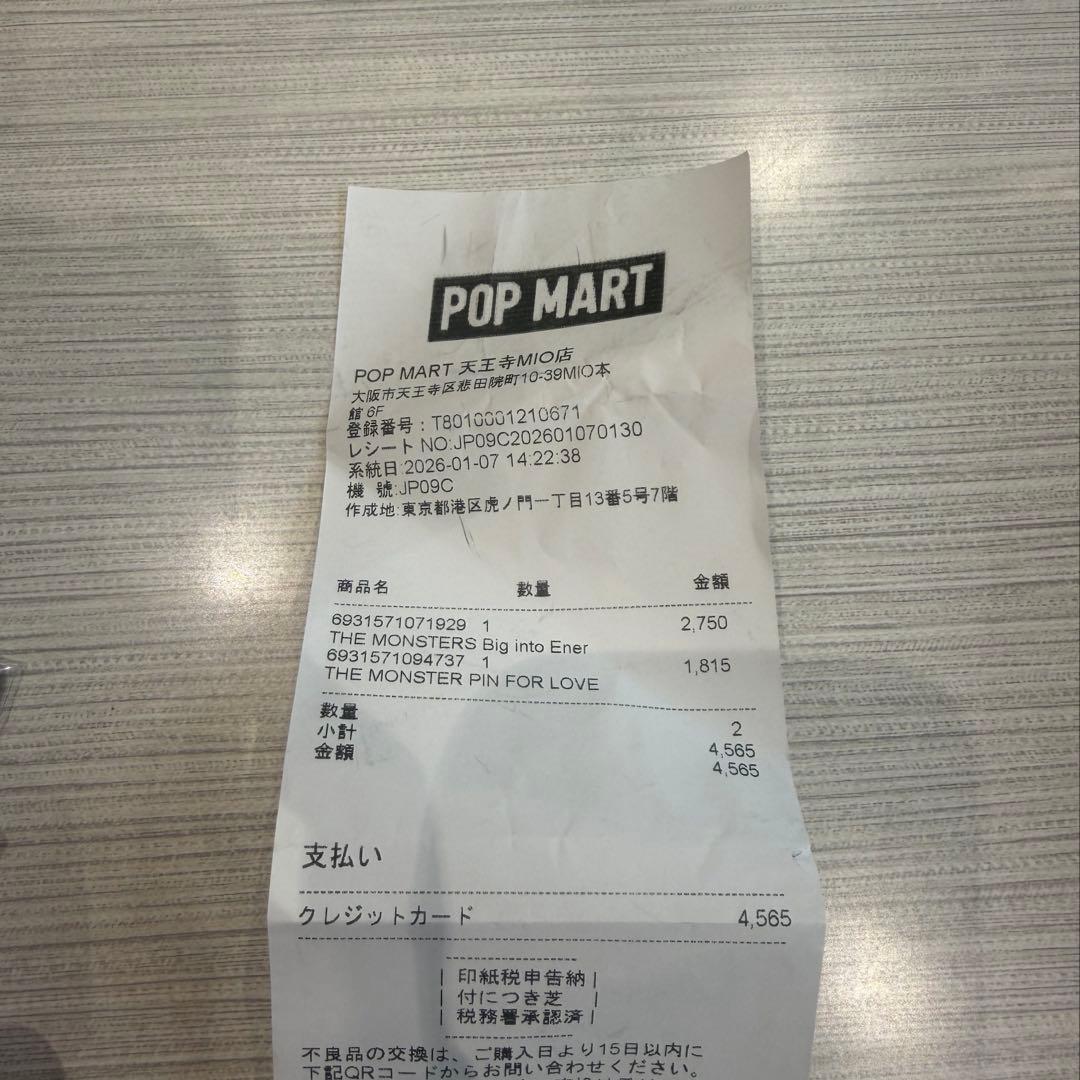 POP MART
POP MART 天王寺MIO店
大阪市天王寺区悲田院町10-39MIO本
館 6F
登録番号：T8010001210671
レシート NO:JP09C202601070130
系統日:2026-01-07 14:22:38
機 號:JP09C
作成地:東京都港区虎ノ門一丁目13番5号7階
商品名 数量 金額
6931571071929 1 2,750
THE MONSTERS Big into Ener
6931571094737 1 1,815
THE MONSTER PIN FOR LOVE
数量 2
小計 4,565
金額 4,565
支払い
クレジットカード 4,565
印紙税申告納
付につき芝
税務署承認済
不良品の交換は、ご購入日より15日以内に
下記QRコードからお問い合わせください。